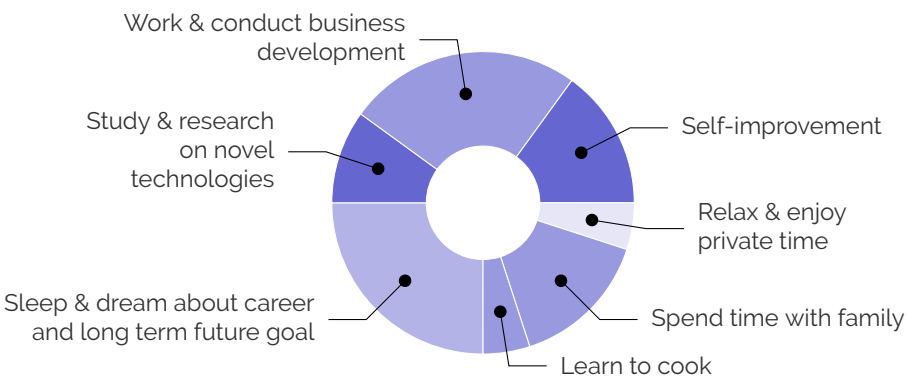 Work & conduct business
development
Study & research
on novel
technologies
Self-improvement
Relax & enjoy
private time
Sleep & dream about career
and long term future goal
Spend time with family
Learn to cook